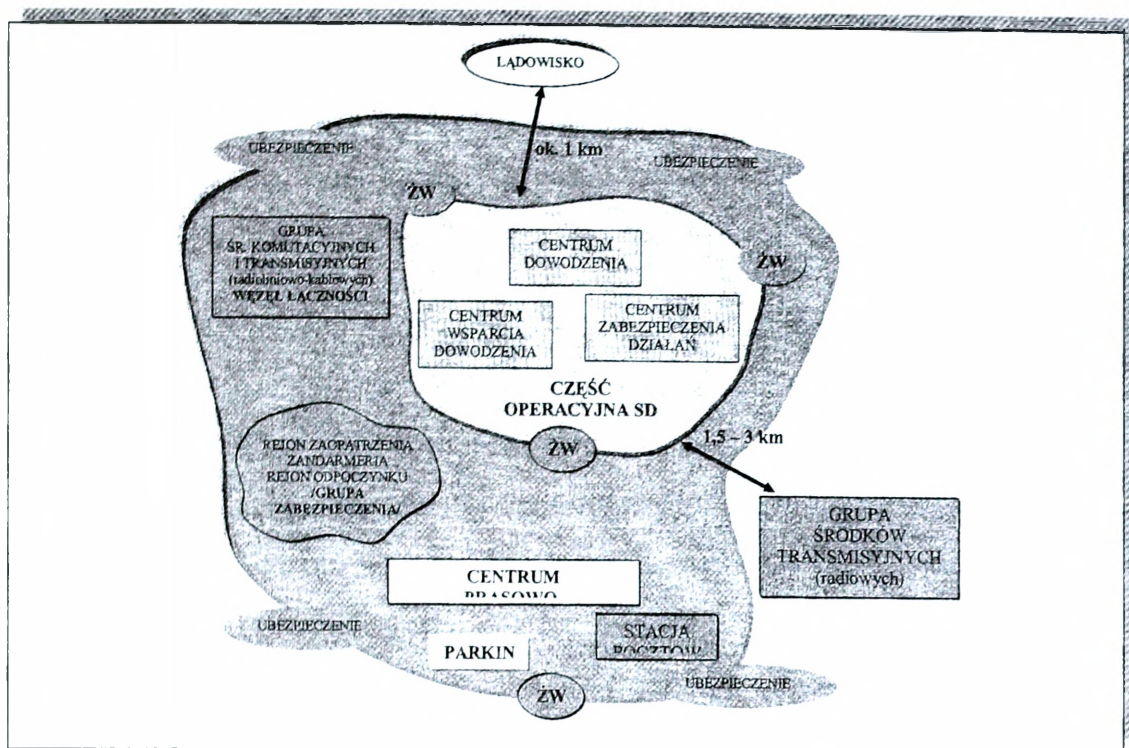 LĄDOWISKO
ok. 1 km
UBEZPIECZENIE
UBEZPIECZENIE
ŻW
ŻW
GRUPA
ŚR. KOMUTACYJNYCH
I TRANSMISYJNYCH
(radioliniowo-kablowych)
WĘZEŁ ŁĄCZNOŚCI
CENTRUM
DOWODZENIA
CENTRUM
WSPARCIA
DOWODZENIA
CENTRUM
ZABEZPIECZENIA
DZIAŁAŃ
CZĘŚĆ
OPERACYJNA SD
ŻW
1,5 – 3 km
REJON ZAOPATRZENIA
ŻANDARMERIA
REJON ODPOCZYNKU
/GRUPA
ZABEZPIECZENIA/
GRUPA
ŚRODKÓW
TRANSMISYJNYCH
(radiowych)
CENTRUM
PRASOWO
UBEZPIECZENIE
STACJA
POCZTOW
PARKIN
ŻW
UBEZPIECZENIE